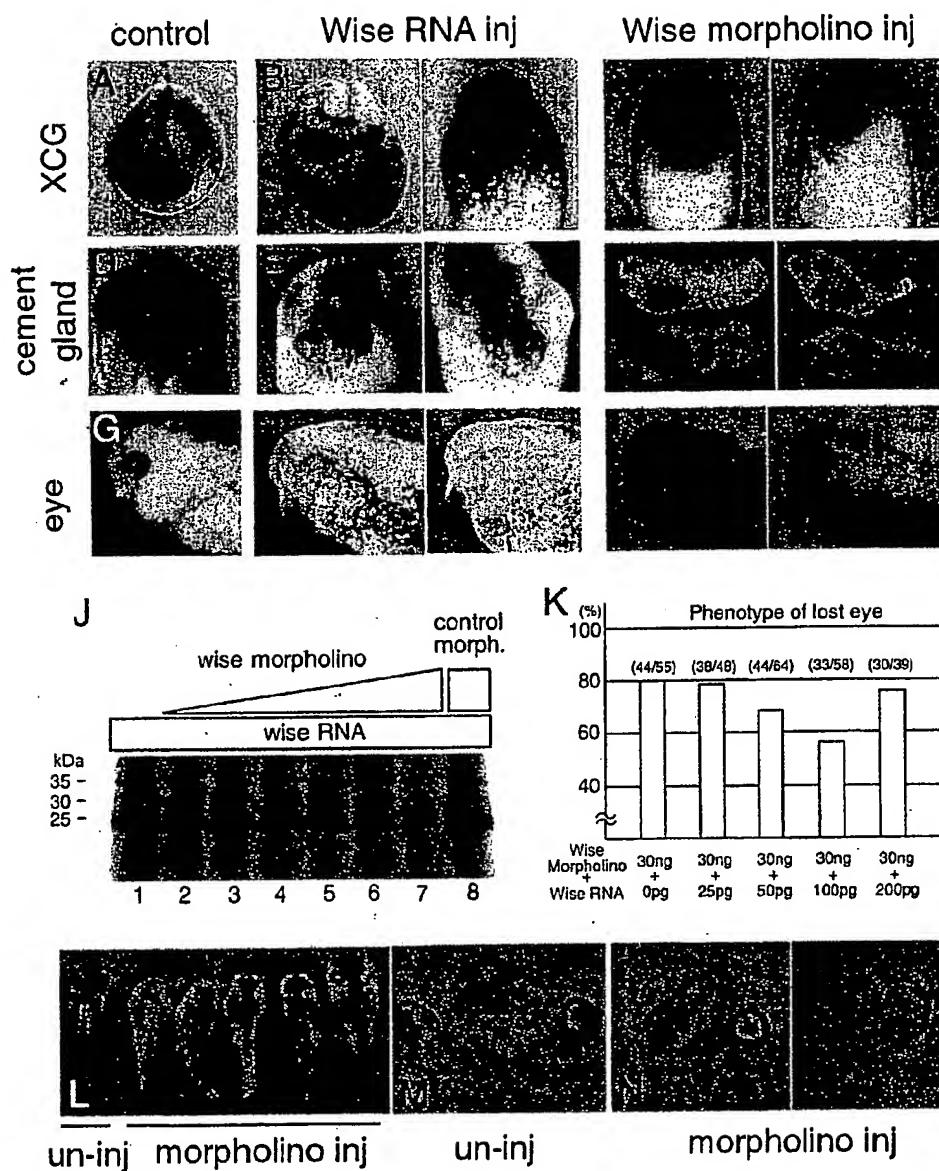 control Wise RNA inj Wise morpholino inj
XCG
cement gland
eye
A
G
J
wise morpholino
control morph.
wise RNA
kDa
35
30
25
1 2 3 4 5 6 7 8
K
(%)
Phenotype of lost eye
100
80
60
40
(44/55) (38/48) (44/64) (33/58) (30/39)
Wise Morpholino + Wise RNA
30ng + 0pg
30ng + 25pg
30ng + 50pg
30ng + 100pg
30ng + 200pg
L
un-inj morpholino inj un-inj morpholino inj